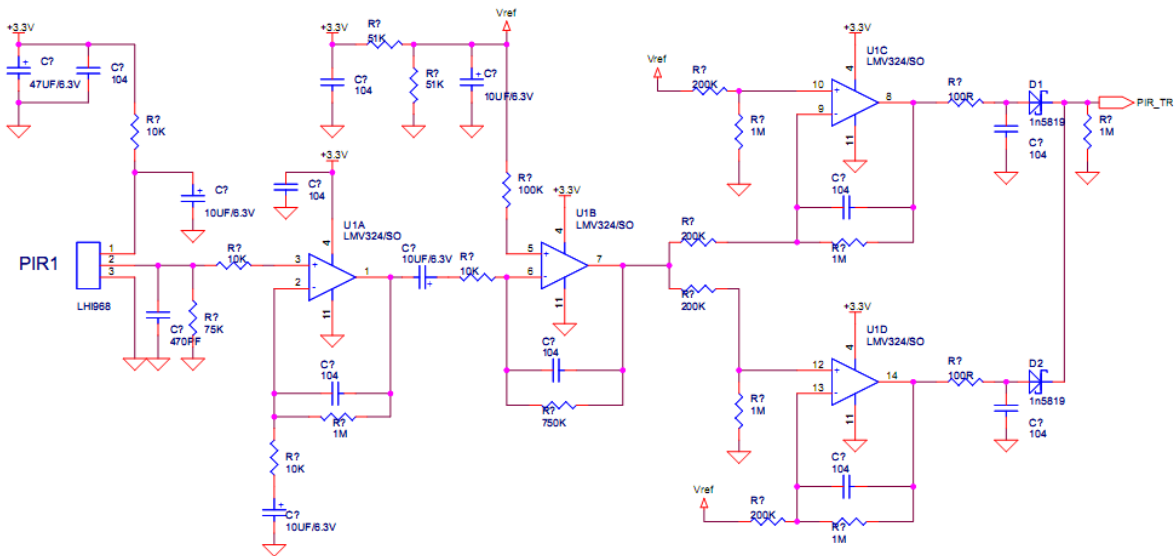 +3.3V
C?
47UF/6.3V
C?
104
R?
10K
C?
10UF/6.3V
PIR1
1
2
3
LHI968
C?
470PF
R?
75K
R?
10K
+3.3V
C?
104
R?
51K
R?
51K
Vref
C?
10UF/6.3V
R?
100K
+3.3V
C?
104
U1A
LMV324/SO
3
2
4
11
1
+
-
C?
104
R?
1M
R?
10K
C?
10UF/6.3V
C?
10UF/6.3V
R?
10K
+3.3V
U1B
LMV324/SO
5
6
4
11
7
+
-
C?
104
R?
750K
R?
200K
R?
200K
Vref
R?
200K
R?
1M
+3.3V
U1C
LMV324/SO
10
9
4
11
8
+
-
C?
104
R?
1M
R?
100R
C?
104
D1
1n5819
R?
1M
PIR_TR
R?
1M
+3.3V
U1D
LMV324/SO
12
13
4
11
14
+
-
C?
104
R?
1M
Vref
R?
200K
R?
100R
C?
104
D2
1n5819